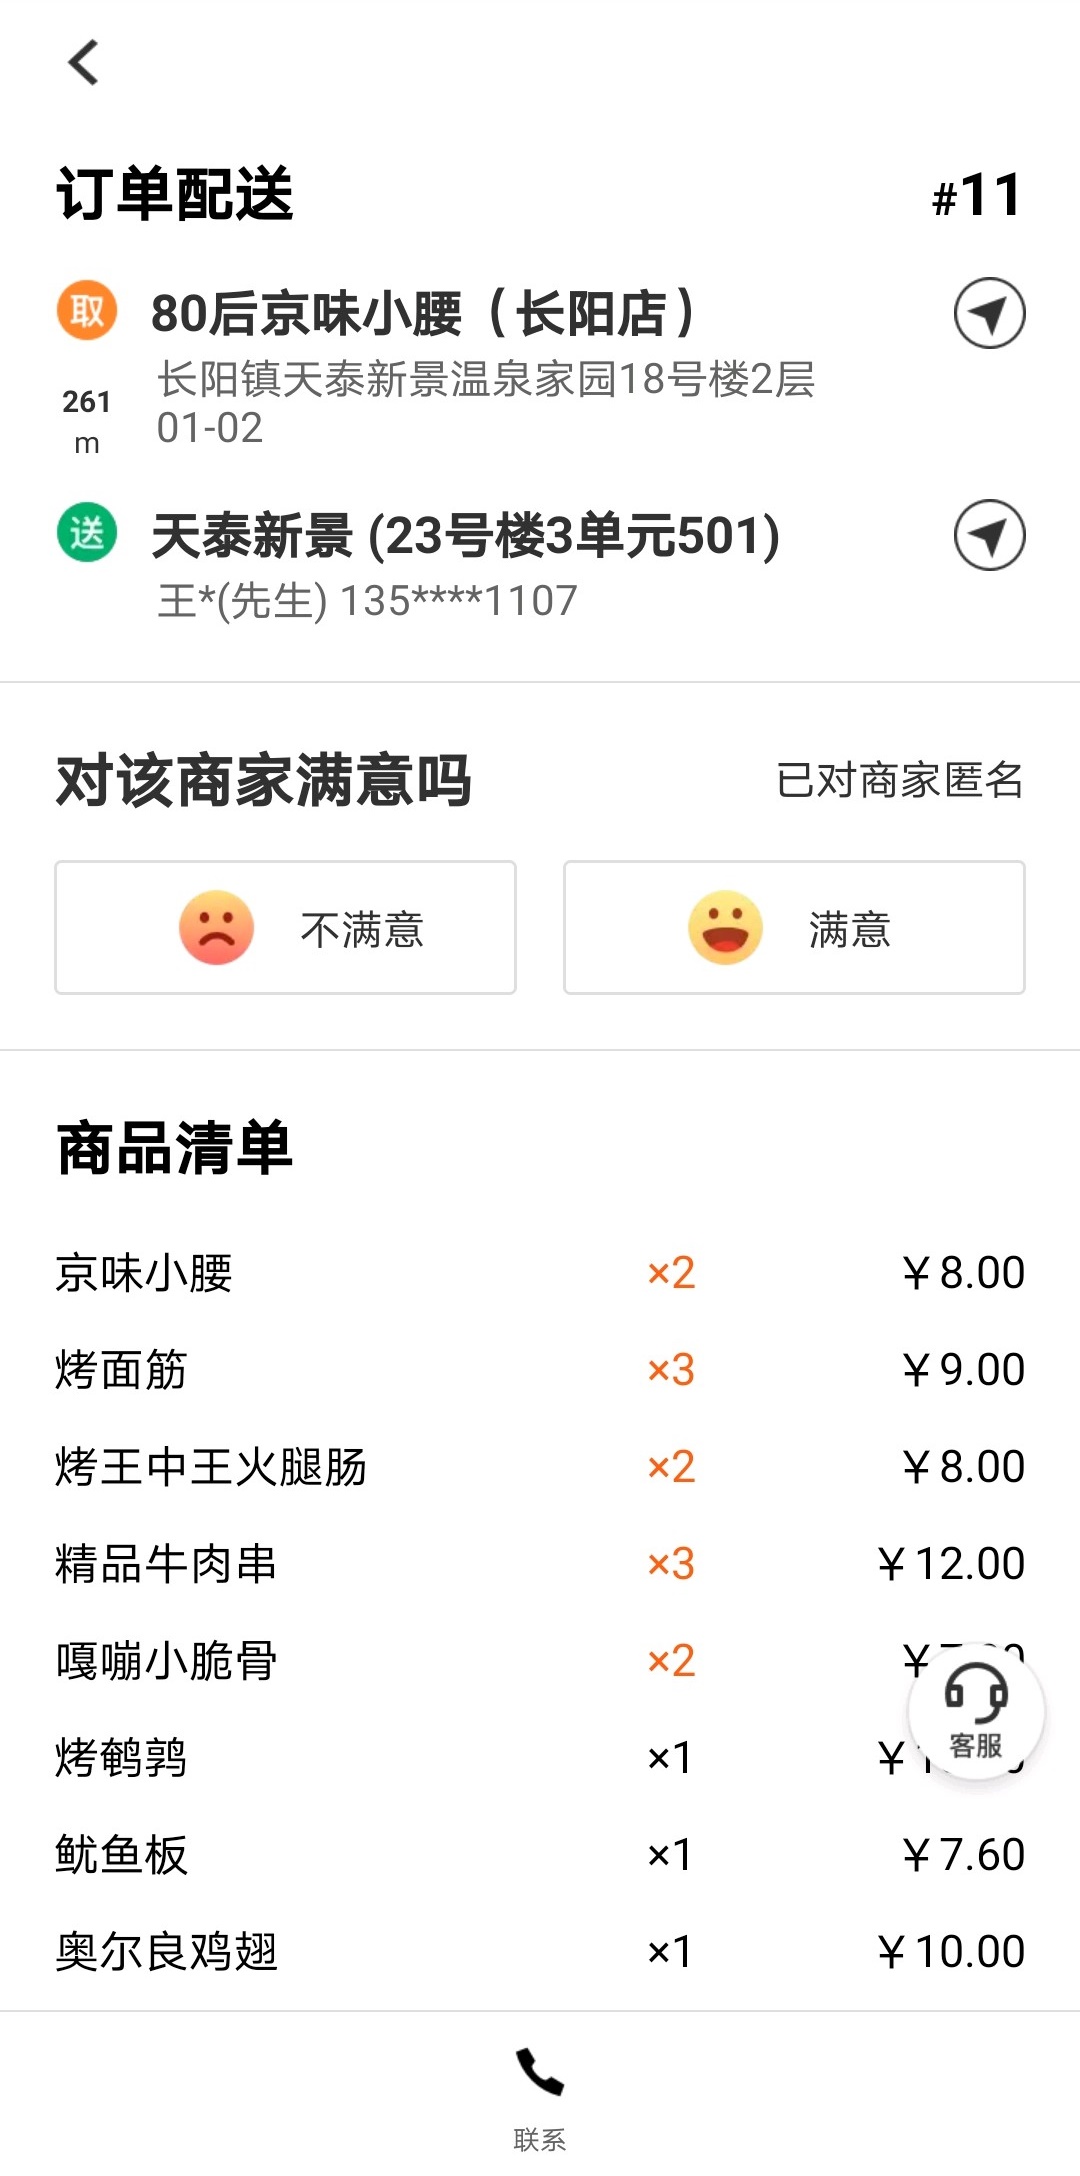 订单配送
#11
取
80后京味小腰（长阳店）
长阳镇天泰新景温泉家园18号楼2层
01-02
261
m
送
天泰新景 (23号楼3单元501)
王*(先生) 135****1107
对该商家满意吗
已对商家匿名
不满意
满意
商品清单
京味小腰 ×2 ￥8.00
烤面筋 ×3 ￥9.00
烤王中王火腿肠 ×2 ￥8.00
精品牛肉串 ×3 ￥12.00
嘎嘣小脆骨 ×2
烤鹌鹑 ×1
客服
鱿鱼板 ×1 ￥7.60
奥尔良鸡翅 ×1 ￥10.00
联系